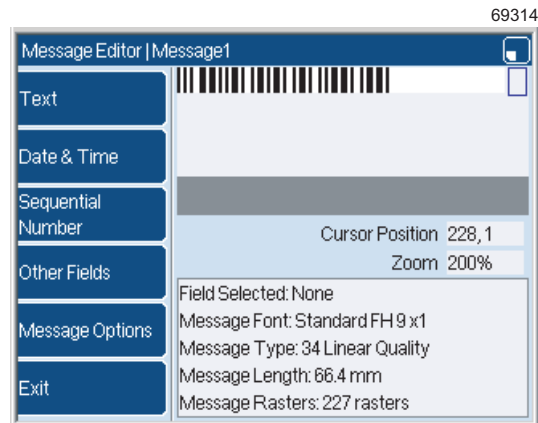 69314
Message Editor | Message1
Text
Date & Time
Sequential
Number
Other Fields
Message Options
Exit
Cursor Position 228,1
Zoom 200%
Field Selected: None
Message Font: Standard FH 9 x1
Message Type: 34 Linear Quality
Message Length: 66.4 mm
Message Rasters: 227 rasters